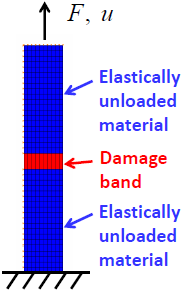 F, u
Elastically
unloaded
material
Damage
band
Elastically
unloaded
material